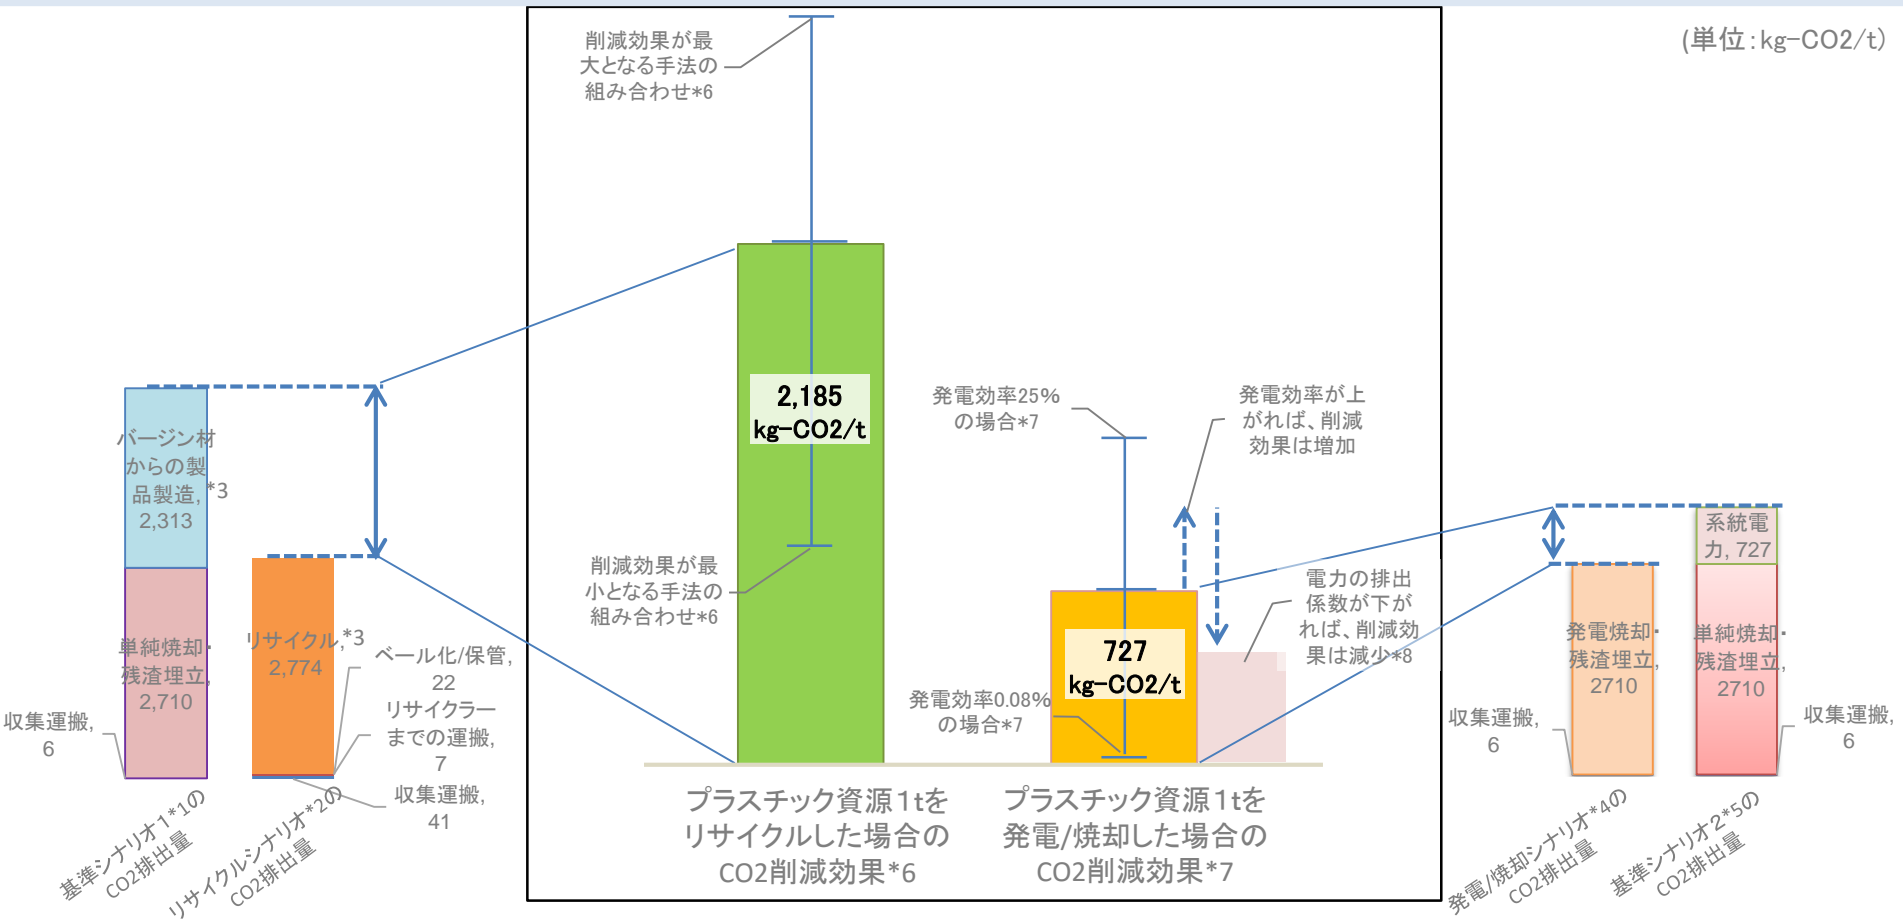 (単位:kg-CO2/t)
削減効果が最
大となる手法の
組み合わせ*6
2,185
kg-CO2/t
削減効果が最
小となる手法の
組み合わせ*6
発電効率25%
の場合*7
発電効率が上
がれば、削減
効果は増加
電力の排出
係数が下が
れば、削減効
果は減少*8
727
kg-CO2/t
発電効率0.08%
の場合*7
プラスチック資源1tを
リサイクルした場合の
CO2削減効果*6
プラスチック資源1tを
発電/焼却した場合の
CO2削減効果*7
バージン材
からの製
品製造,*3
2,313
単純焼却・
残渣埋立,
2,710
収集運搬,
6
基準シナリオ1*1の
CO2排出量
リサイクル,*3
2,774
ベール化/保管,
22
リサイクラー
までの運搬,
7
収集運搬,
41
リサイクルシナリオ*2の
CO2排出量
発電焼却・
残渣埋立,
2710
収集運搬,
6
発電/焼却シナリオ*4の
CO2排出量
系統電
力, 727
単純焼却・
残渣埋立,
2710
収集運搬,
6
基準シナリオ2*5の
CO2排出量